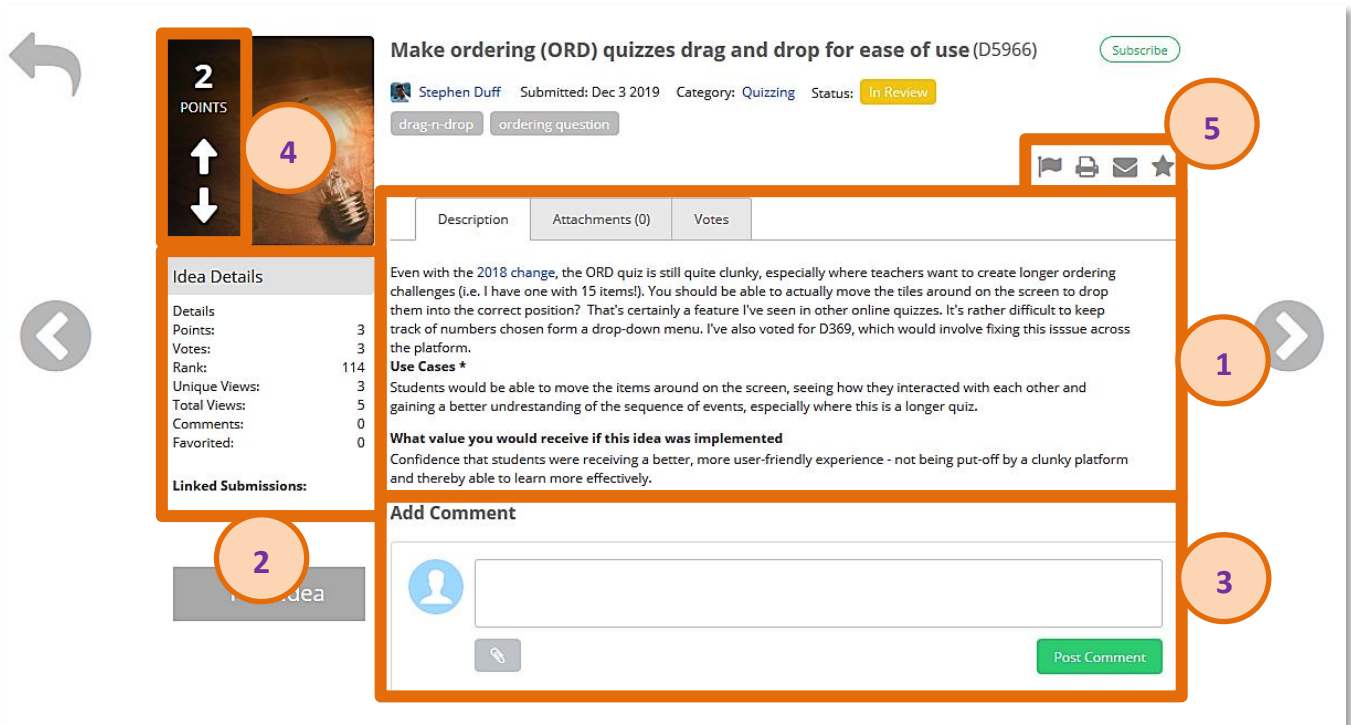 Make ordering (ORD) quizzes drag and drop for ease of use (D5966)
Subscribe
Stephen Duff Submitted: Dec 3 2019 Category: Quizzing Status: In Review
drag-n-drop ordering question
2
POINTS
4
5
Description Attachments (0) Votes
Idea Details
Details
Points: 3
Votes: 3
Rank: 114
Unique Views: 3
Total Views: 5
Comments: 0
Favorited: 0
Linked Submissions:
2
dea
Even with the 2018 change, the ORD quiz is still quite clunky, especially where teachers want to create longer ordering
challenges (i.e. I have one with 15 items!). You should be able to actually move the tiles around on the screen to drop
them into the correct position? That's certainly a feature I've seen in other online quizzes. It's rather difficult to keep
track of numbers chosen form a drop-down menu. I've also voted for D369, which would involve fixing this isssue across
the platform.
Use Cases *
Students would be able to move the items around on the screen, seeing how they interacted with each other and
gaining a better undrestanding of the sequence of events, especially where this is a longer quiz.
What value you would receive if this idea was implemented
Confidence that students were receiving a better, more user-friendly experience - not being put-off by a clunky platform
and thereby able to learn more effectively.
1
Add Comment
3
Post Comment